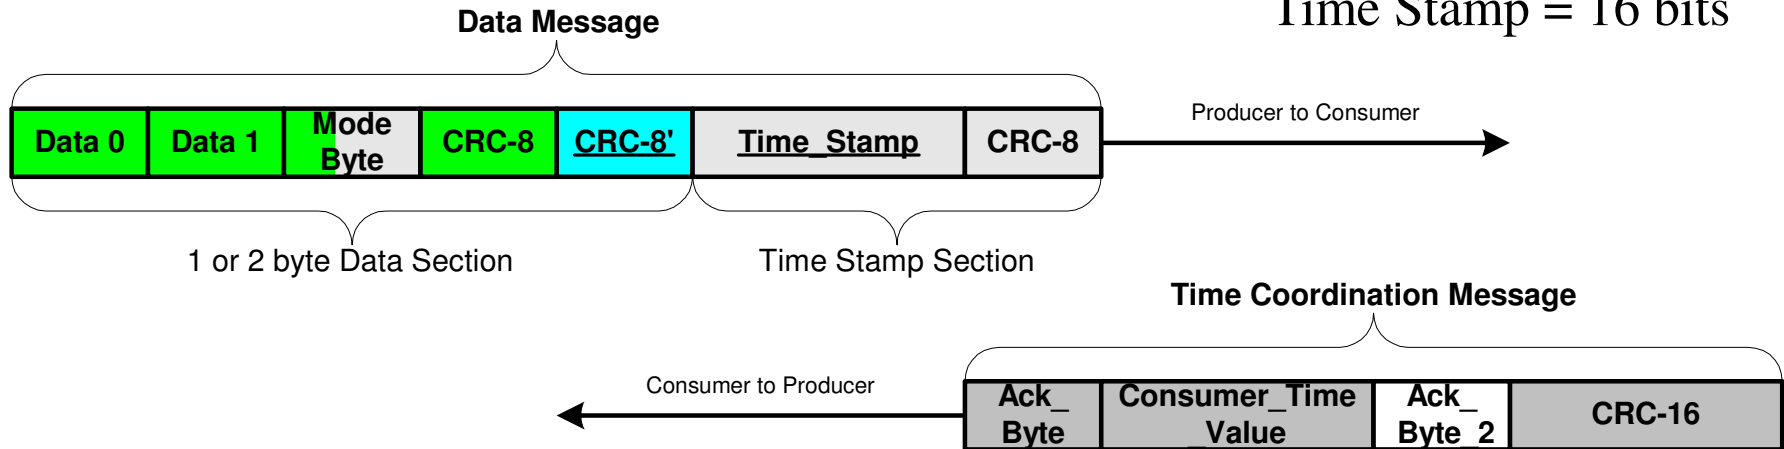 Time Stamp = 16 bits
Data Message
Data 0
Data 1
Mode
Byte
CRC-8
CRC-8'
Time_Stamp
CRC-8
Producer to Consumer
1 or 2 byte Data Section
Time Stamp Section
Time Coordination Message
Consumer to Producer
Ack_
Byte
Consumer_Time
_Value
Ack_
Byte_2
CRC-16